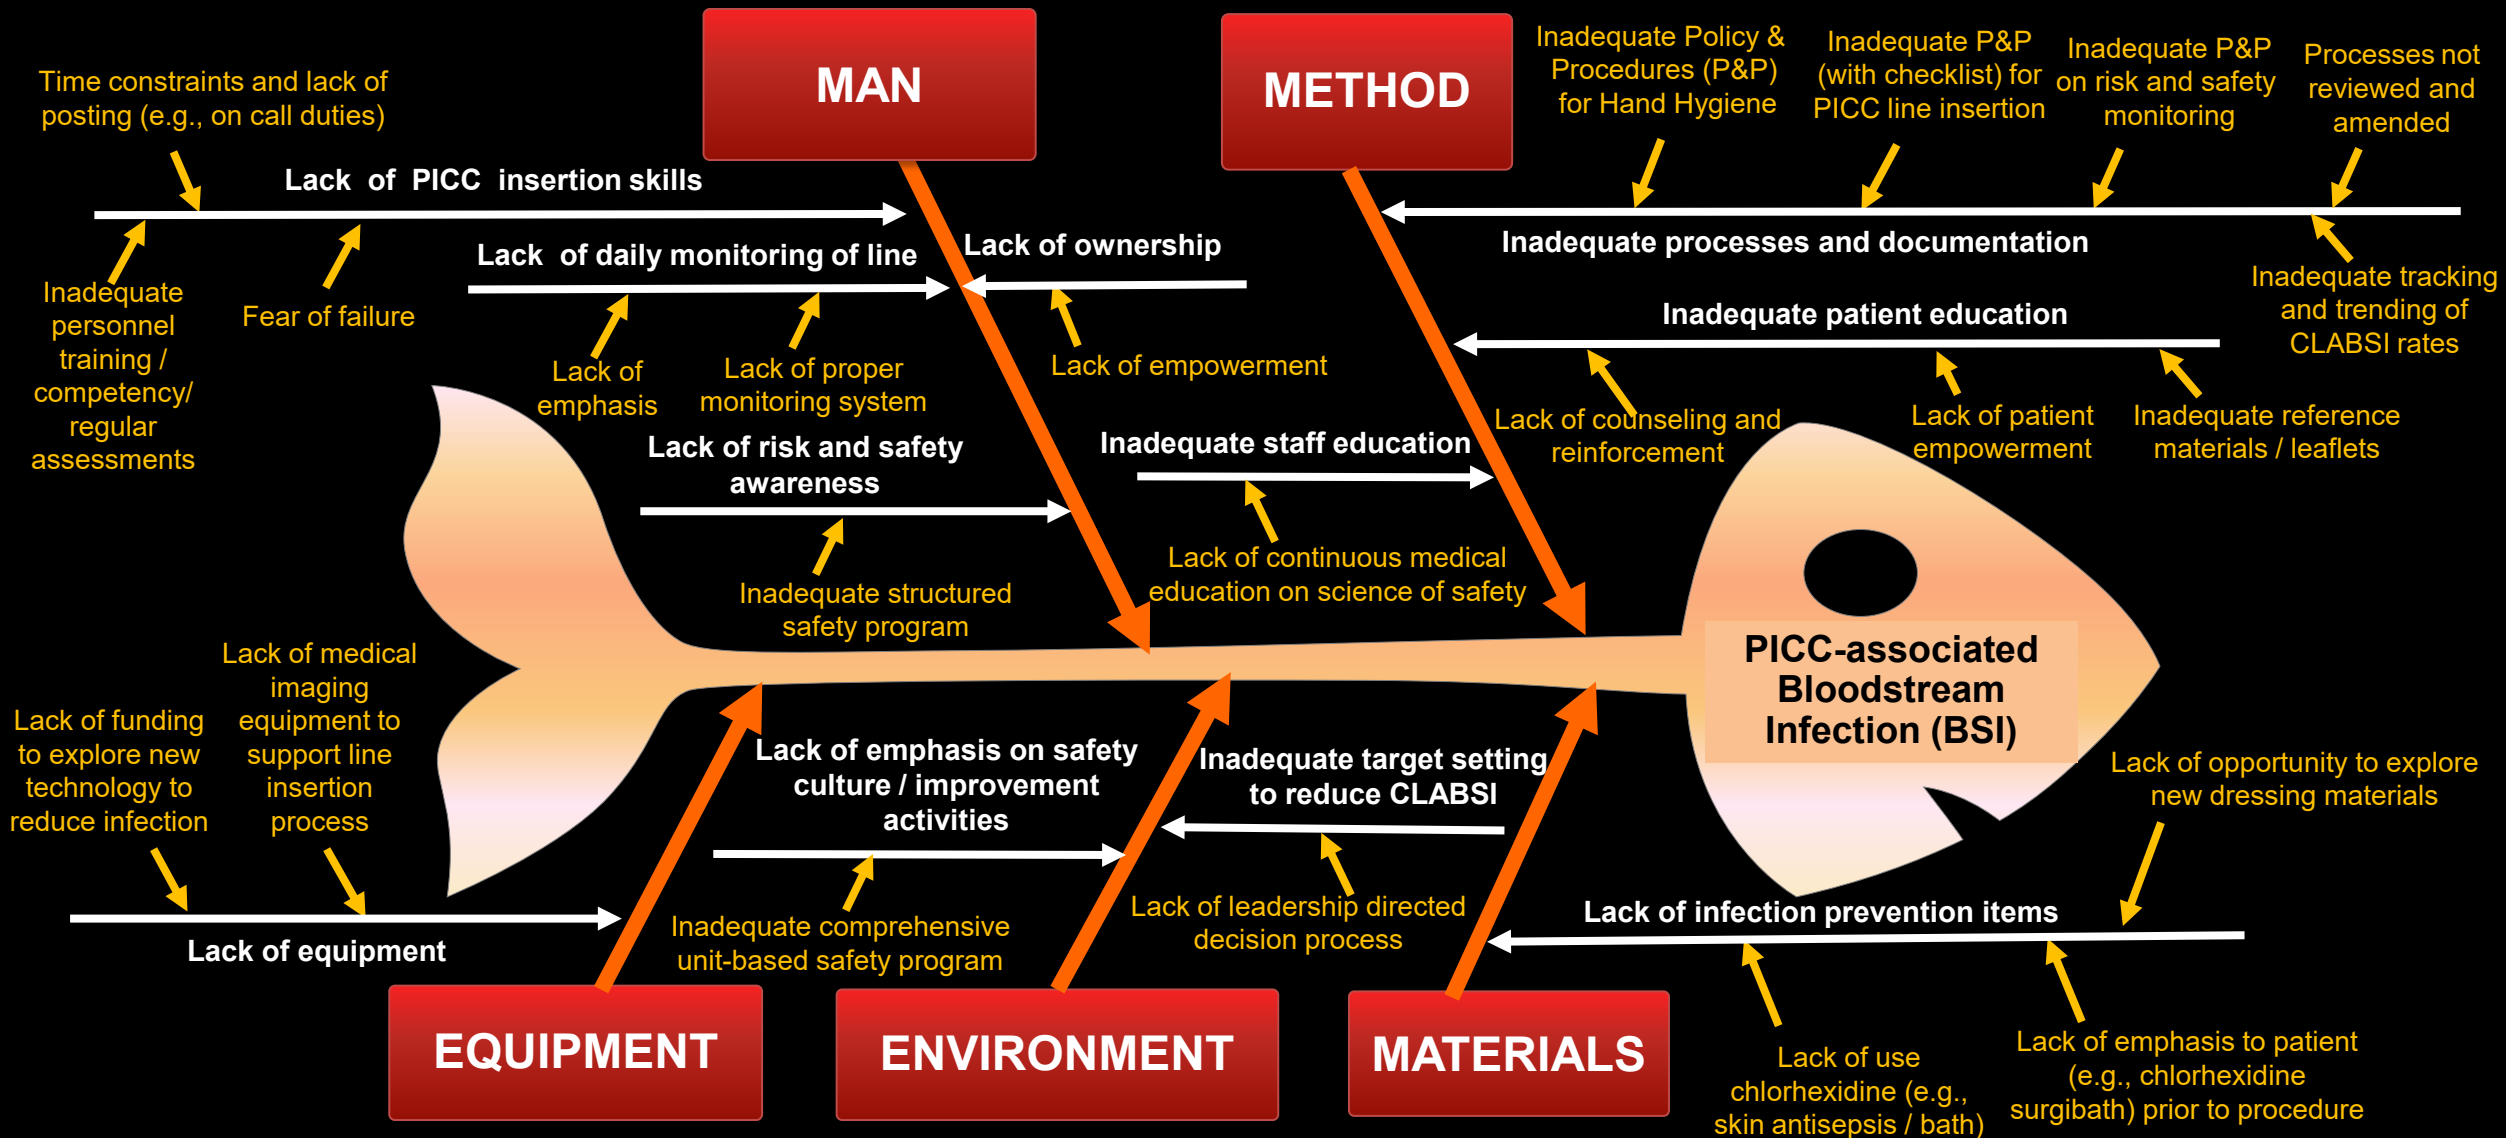 MAN
METHOD
Time constraints and lack of
posting (e.g., on call duties)
Lack of PICC insertion skills
Inadequate
personnel
training /
competency/
regular
assessments
Fear of failure
Lack of daily monitoring of line
Lack of
emphasis
Lack of proper
monitoring system
Lack of ownership
Lack of empowerment
Lack of risk and safety
awareness
Inadequate structured
safety program
Inadequate Policy &
Procedures (P&P)
for Hand Hygiene
Inadequate P&P
(with checklist) for
PICC line insertion
Inadequate P&P
on risk and safety
monitoring
Processes not
reviewed and
amended
Inadequate processes and documentation
Inadequate tracking
and trending of
CLABSI rates
Inadequate patient education
Lack of counseling and
reinforcement
Lack of patient
empowerment
Inadequate reference
materials / leaflets
Inadequate staff education
Lack of continuous medical
education on science of safety
PICC-associated
Bloodstream
Infection (BSI)
Lack of funding
to explore new
technology to
reduce infection
Lack of medical
imaging
equipment to
support line
insertion
process
Lack of equipment
Lack of emphasis on safety
culture / improvement
activities
Inadequate comprehensive
unit-based safety program
Inadequate target setting
to reduce CLABSI
Lack of leadership directed
decision process
Lack of opportunity to explore
new dressing materials
Lack of infection prevention items
Lack of use
chlorhexidine (e.g.,
skin antisepsis / bath)
Lack of emphasis to patient
(e.g., chlorhexidine
surgibath) prior to procedure
EQUIPMENT
ENVIRONMENT
MATERIALS